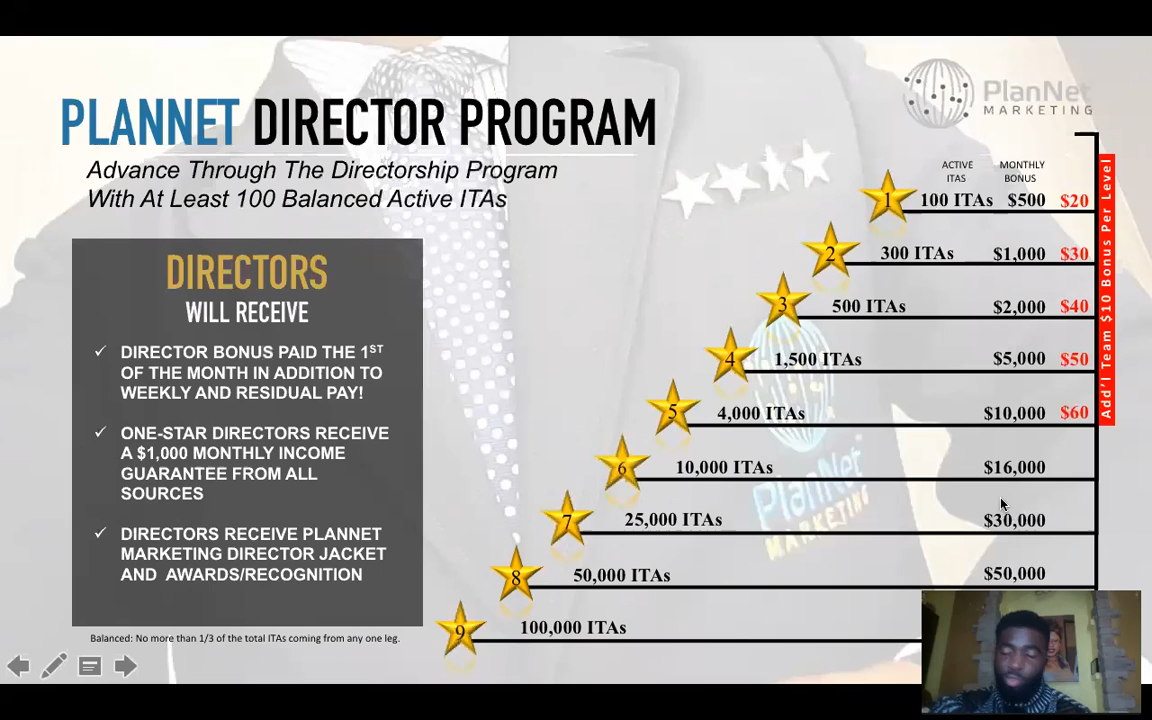 PlanNet
MARKETING
PLANNET DIRECTOR PROGRAM
Advance Through The Directorship Program
With At Least 100 Balanced Active ITAs
DIRECTORS
WILL RECEIVE
✓ DIRECTOR BONUS PAID THE 1ST
OF THE MONTH IN ADDITION TO
WEEKLY AND RESIDUAL PAY!
✓ ONE-STAR DIRECTORS RECEIVE
A $1,000 MONTHLY INCOME
GUARANTEE FROM ALL
SOURCES
✓ DIRECTORS RECEIVE PLANNET
MARKETING DIRECTOR JACKET
AND AWARDS/RECOGNITION
Balanced: No more than 1/3 of the total ITAs coming from any one leg.
ACTIVE ITAS MONTHLY BONUS
1 100 ITAs $500 $20
2 300 ITAs $1,000 $30
3 500 ITAs $2,000 $40
4 1,500 ITAs $5,000 $50
5 4,000 ITAs $10,000 $60
6 10,000 ITAs $16,000
7 25,000 ITAs $30,000
8 50,000 ITAs $50,000
9 100,000 ITAs
Add'l Team $10 Bonus Per Level
PlanNet
MARKETING